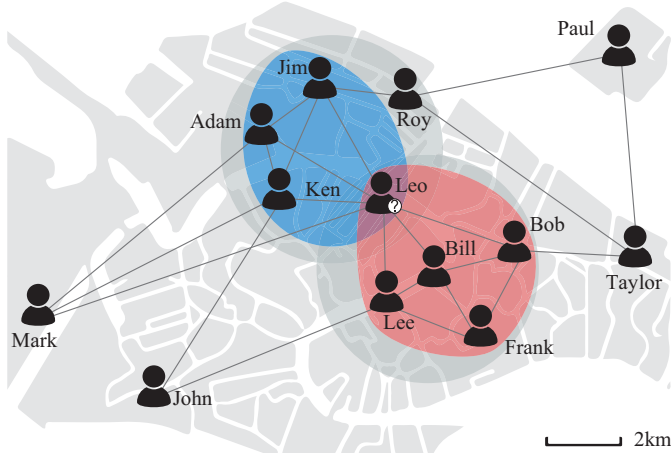 Paul
Jim
Roy
Adam
Ken
Leo
?
Bob
Bill
Taylor
Mark
Lee
Frank
John
2km